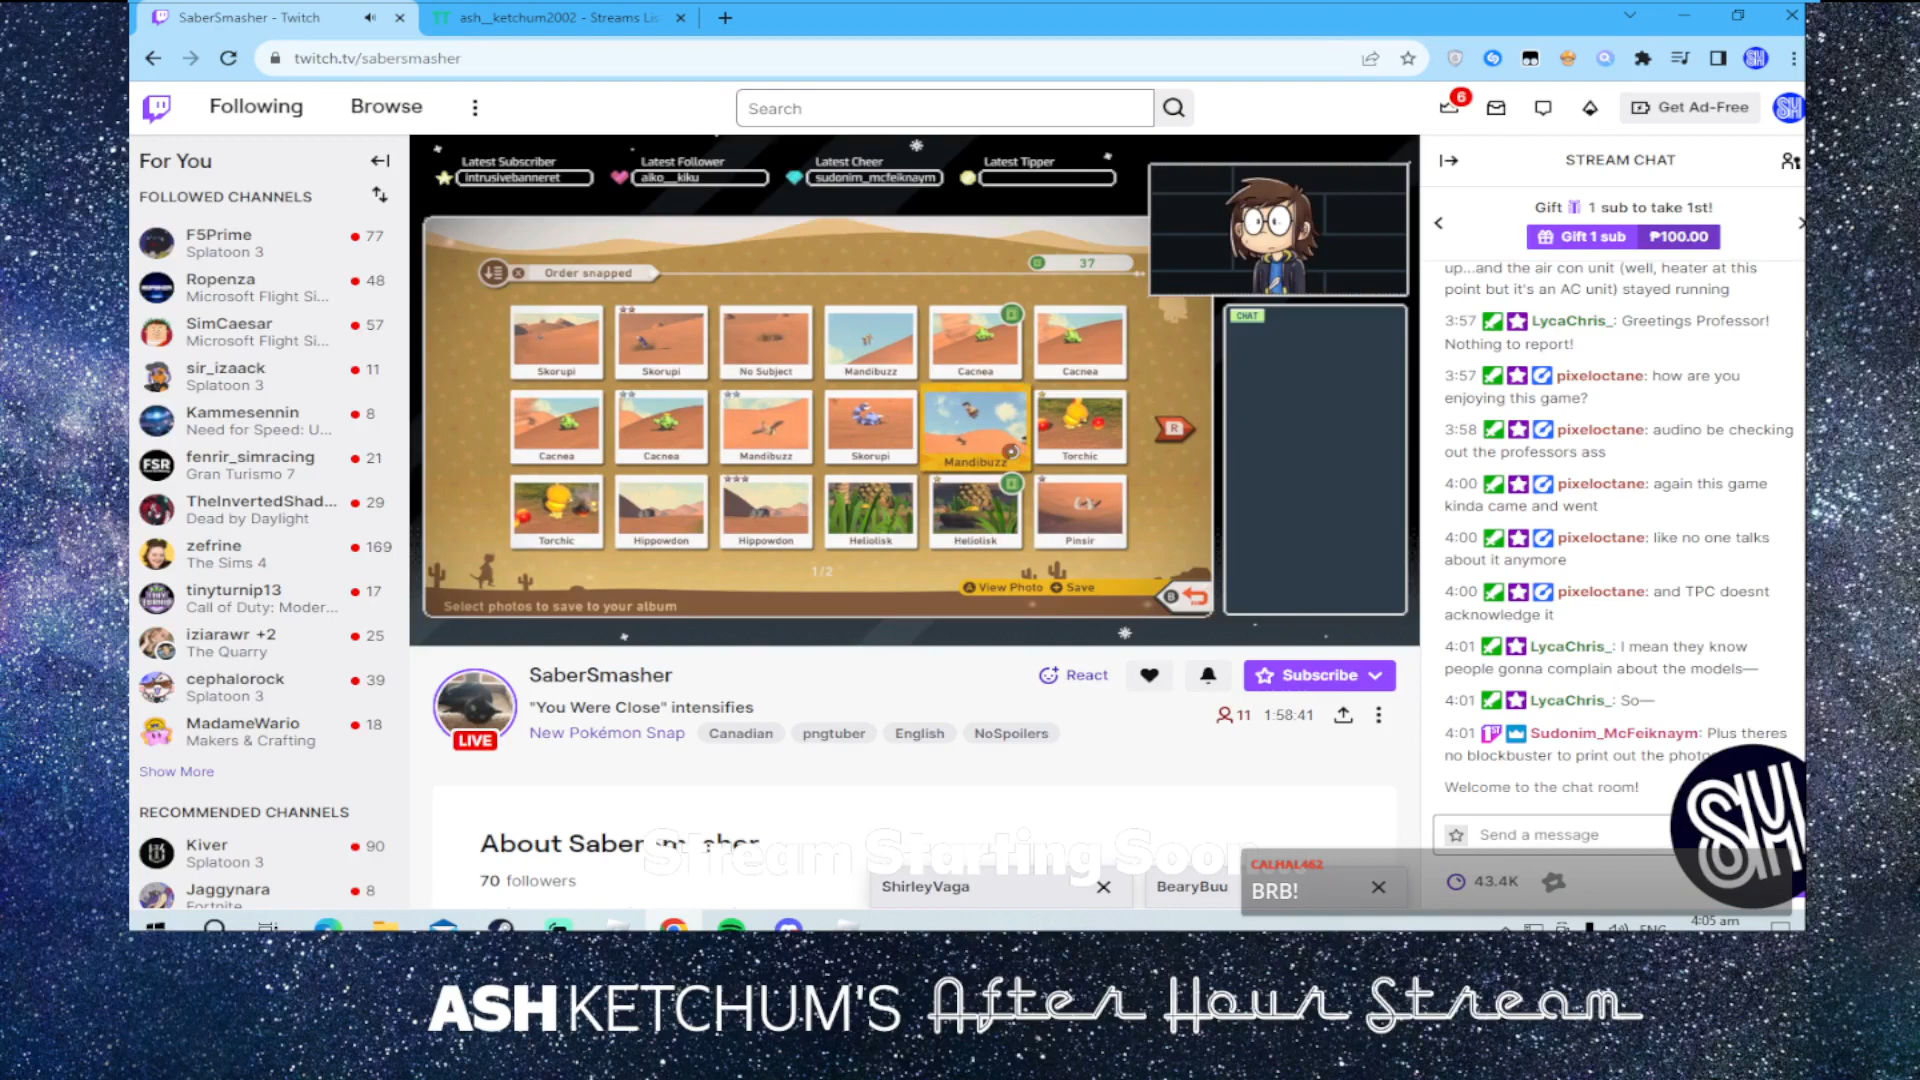 SaberSmasher - Twitch
ash__ketchum2002 - Streams Lis
twitch.tv/sabersmasher
Following
Browse
Search
6
Get Ad-Free
For You
FOLLOWED CHANNELS
F5Prime
77
Splatoon 3
Ropenza
48
Microsoft Flight Si...
SimCaesar
57
Microsoft Flight Si...
sir_izaack
11
Splatoon 3
Kammesennin
8
Need for Speed: U...
fenrir_simracing
21
Gran Turismo 7
TheInvertedShad...
29
Dead by Daylight
zefrine
169
The Sims 4
tinyturnip13
17
Call of Duty: Moder...
iziarawr +2
25
The Quarry
cephalorock
39
Splatoon 3
MadameWario
18
Makers & Crafting
Show More
RECOMMENDED CHANNELS
Kiver
90
Splatoon 3
Jaggynara
8
Fortnite
Latest Subscriber
intrusivebanneret
Latest Follower
aiko__kiku
Latest Cheer
sudonim_mcfeiknaym
Latest Tipper
Order snapped
37
Skorupi
Skorupi
No Subject
Mandibuzz
Cacnea
Cacnea
Cacnea
Cacnea
Mandibuzz
Skorupi
Mandibuzz
Torchic
Torchic
Hippowdon
Hippowdon
Heliolisk
Heliolisk
Pinsir
R
1/2
A View Photo + Save
B
Select photos to save to your album
CHAT
LIVE
SaberSmasher
"You Were Close" intensifies
New Pokémon Snap
Canadian
pngtuber
English
NoSpoilers
React
Subscribe
11
1:58:41
About SaberSmasher
70 followers
Stream Starting Soon
ShirleyVaga
BearyBuu
CALHAL462
BRB!
STREAM CHAT
Gift 1 sub to take 1st!
Gift 1 sub
₱100.00
up...and the air con unit (well, heater at this
point but it's an AC unit) stayed running
3:57 LycaChris_: Greetings Professor!
Nothing to report!
3:57 pixeloctane: how are you
enjoying this game?
3:58 pixeloctane: audino be checking
out the professors ass
4:00 pixeloctane: again this game
kinda came and went
4:00 pixeloctane: like no one talks
about it anymore
4:00 pixeloctane: and TPC doesnt
acknowledge it
4:01 LycaChris_: I mean they know
people gonna complain about the models—
4:01 LycaChris_: So—
4:01 1ST Sudonim_McFeiknaym: Plus theres
no blockbuster to print out the photo
Welcome to the chat room!
Send a message
43.4K
SM
ENG
4:05 am
ASH KETCHUM'S After Hour Stream